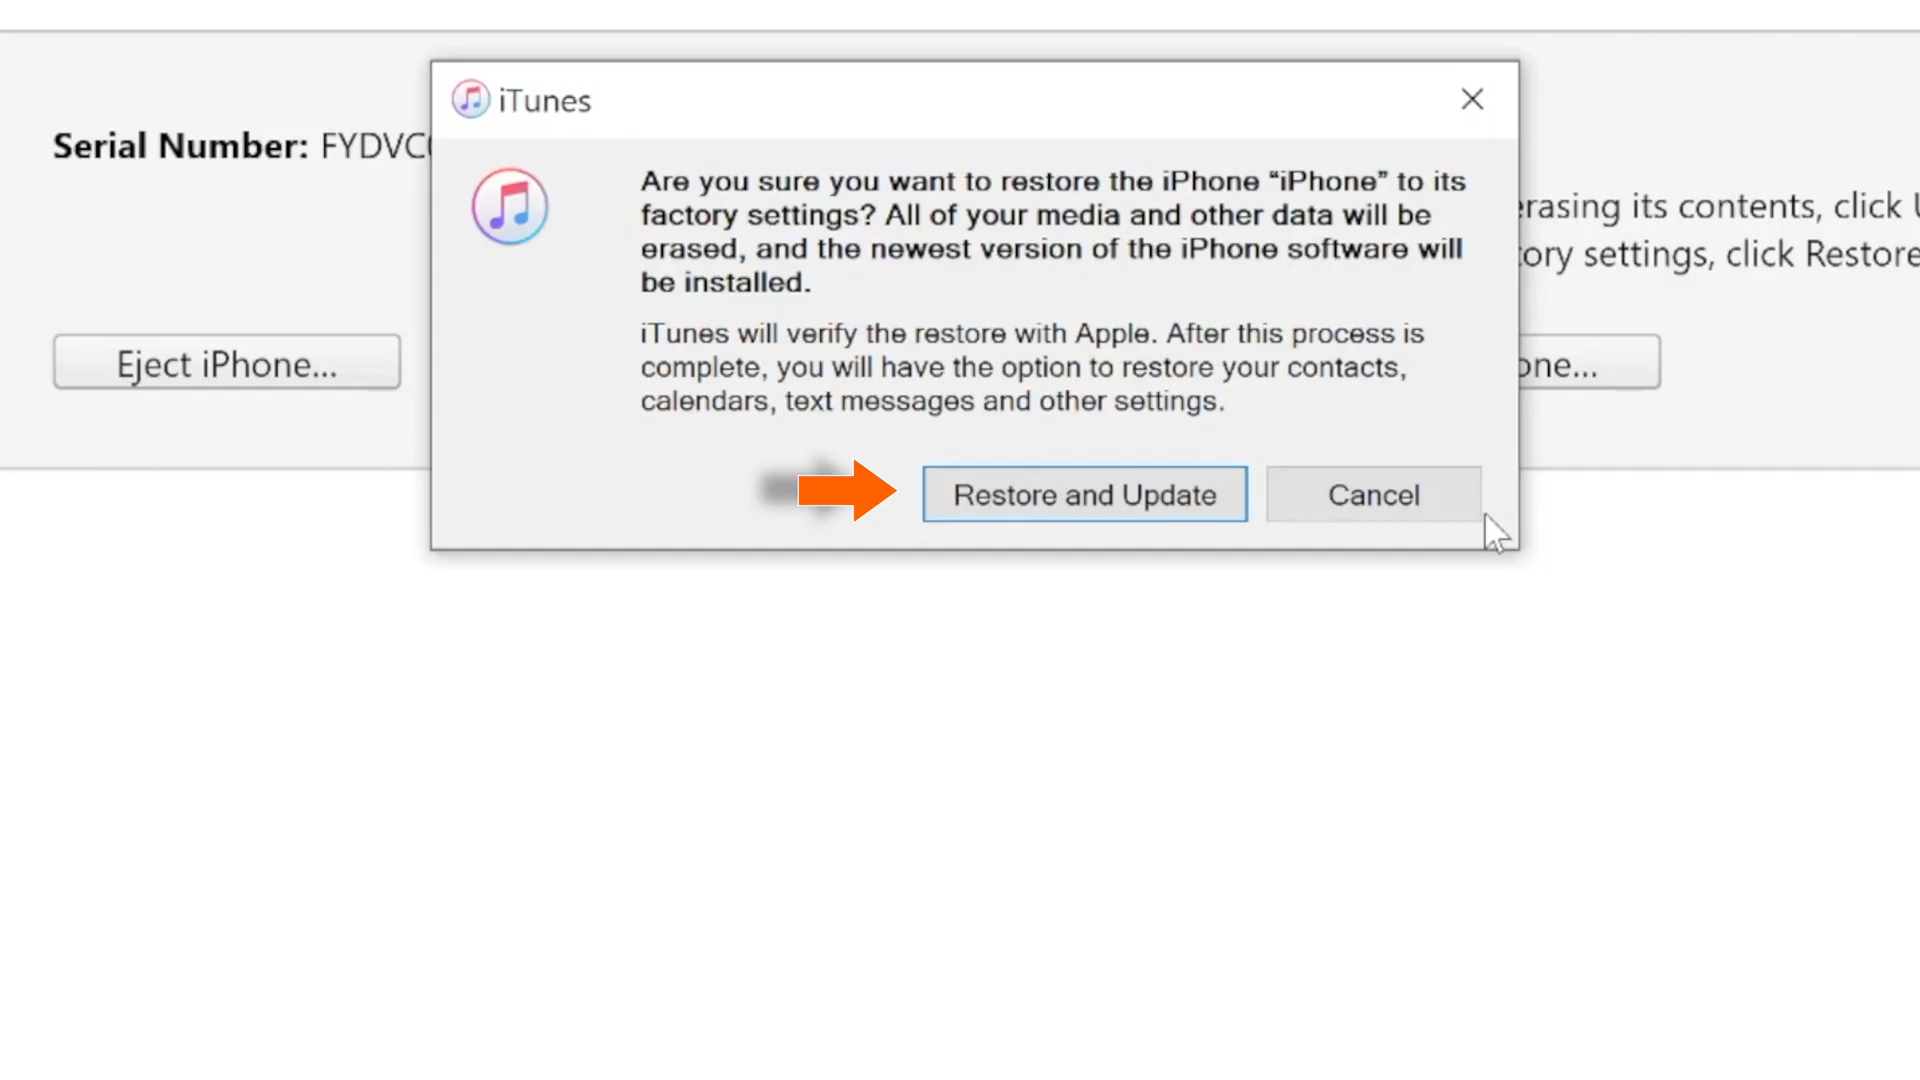 iTunes
Serial Number: FYDVC
Are you sure you want to restore the iPhone “iPhone” to its
factory settings? All of your media and other data will be
erased, and the newest version of the iPhone software will
be installed.
erasing its contents, click
tory settings, click Restore
iTunes will verify the restore with Apple. After this process is
complete, you will have the option to restore your contacts,
calendars, text messages and other settings.
Eject iPhone...
one...
Restore and Update
Cancel